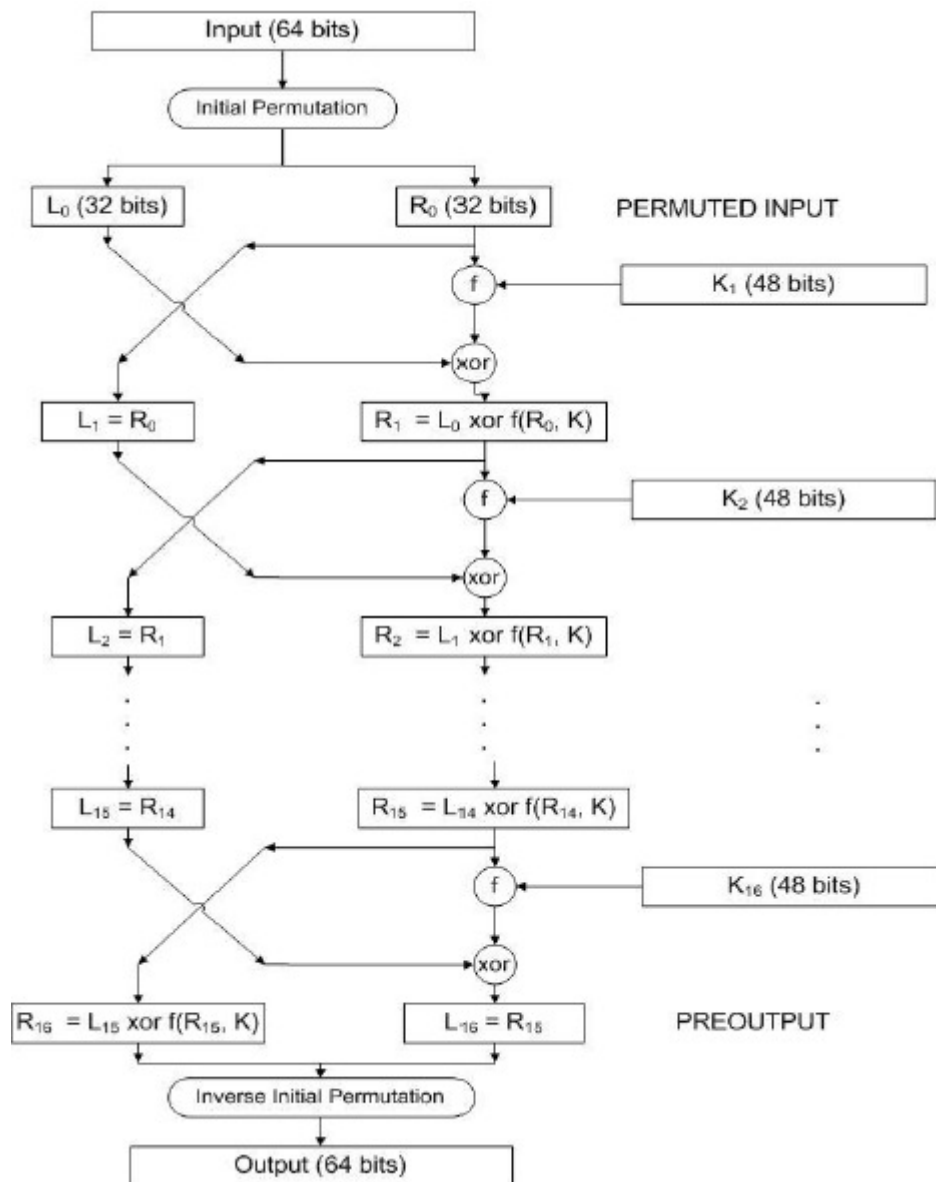 Input (64 bits)
Initial Permutation
L₀ (32 bits)
R₀ (32 bits)
PERMUTED INPUT
f
K₁ (48 bits)
xor
L₁ = R₀
R₁ = L₀ xor f(R₀, K)
f
K₂ (48 bits)
xor
L₂ = R₁
R₂ = L₁ xor f(R₁, K)
L₁₅ = R₁₄
R₁₅ = L₁₄ xor f(R₁₄, K)
f
K₁₆ (48 bits)
xor
R₁₆ = L₁₅ xor f(R₁₅, K)
L₁₆ = R₁₅
PREOUTPUT
Inverse Initial Permutation
Output (64 bits)